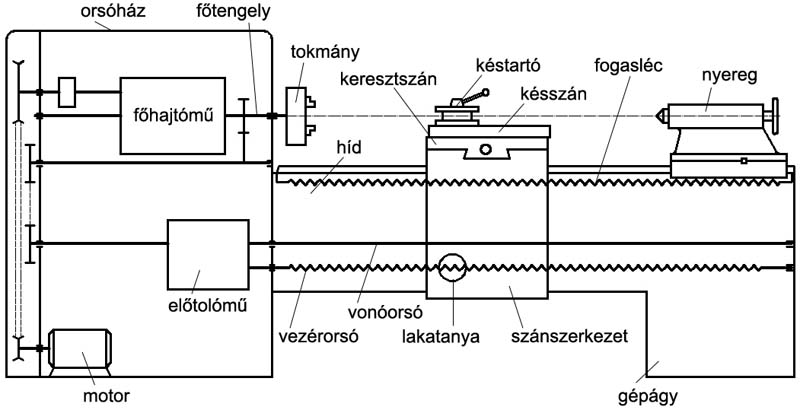 orsóház
főtengely
tokmány
keresztszán
késtartó
fogasléc
késszán
nyereg
főhajtómű
híd
előtolómű
vonóorsó
vezérorsó
lakatanya
szánszerkezet
motor
gépágy